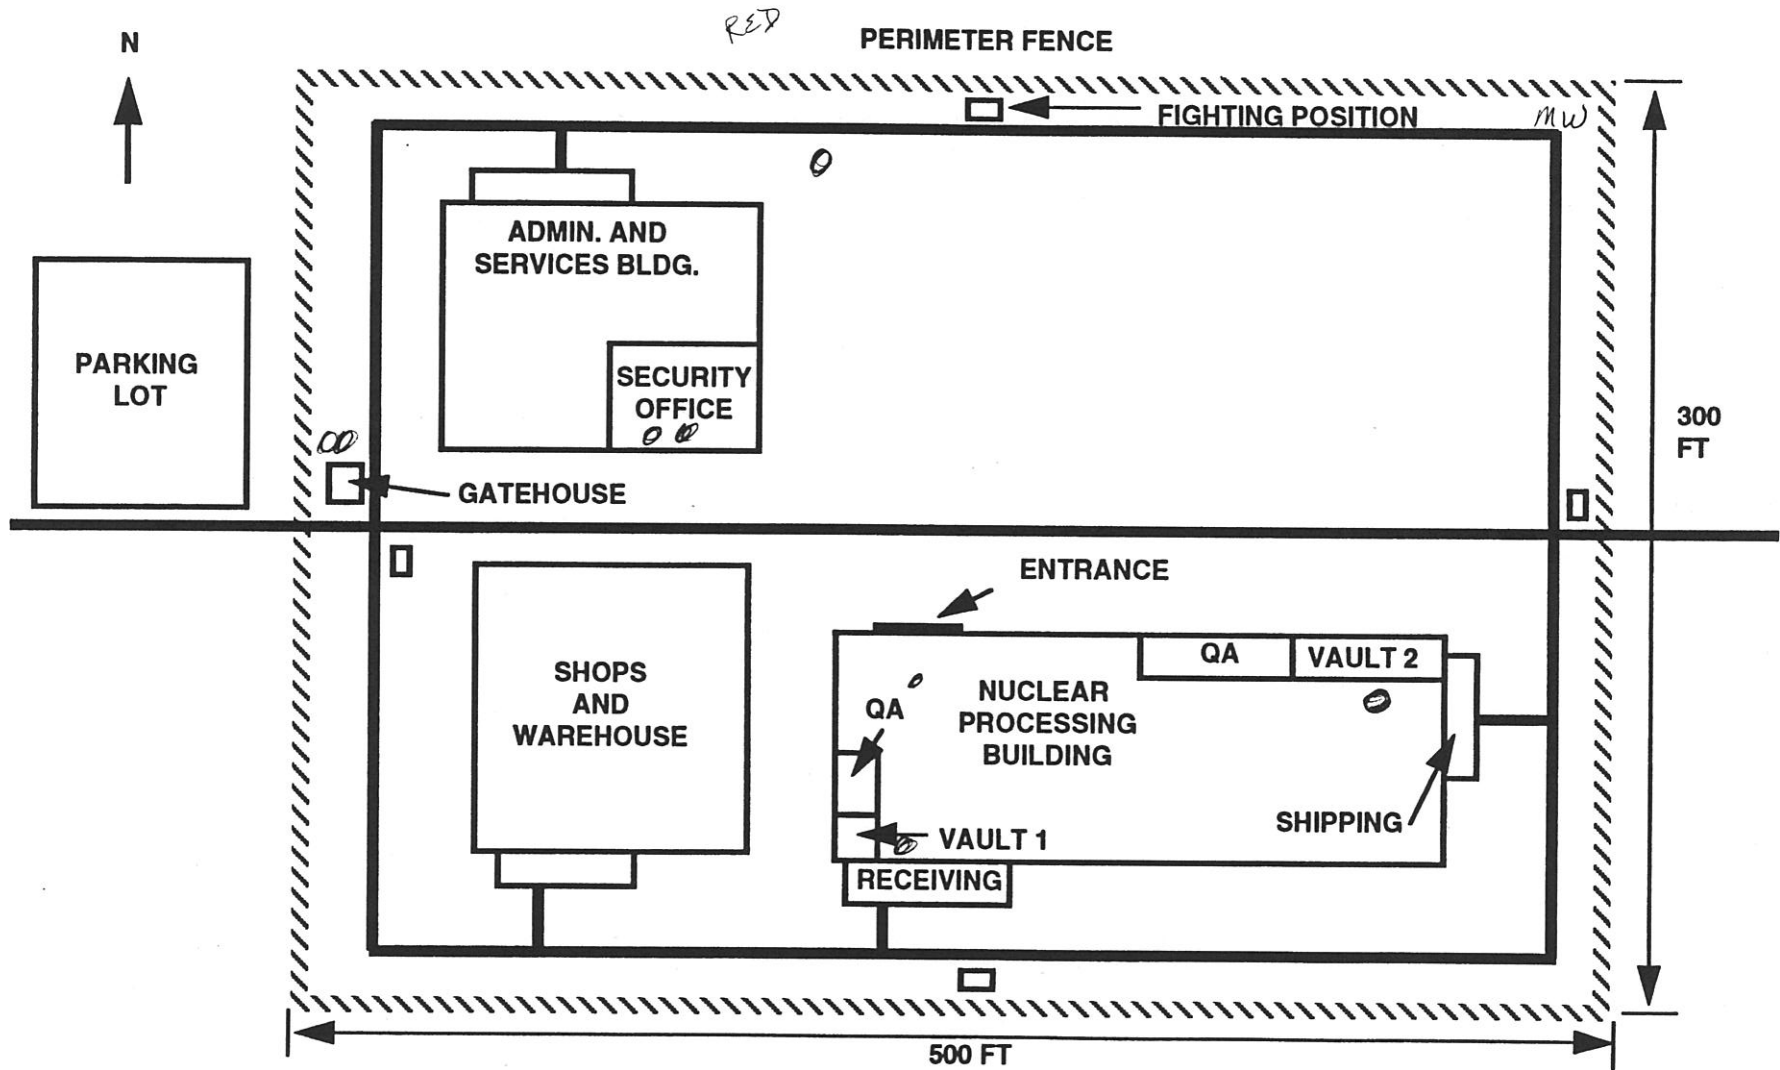 RED
PERIMETER FENCE
N
FIGHTING POSITION
MW
ADMIN. AND
SERVICES BLDG.
PARKING
LOT
SECURITY
OFFICE
300
FT
GATEHOUSE
ENTRANCE
QA
VAULT 2
SHOPS
AND
WAREHOUSE
QA
NUCLEAR
PROCESSING
BUILDING
SHIPPING
VAULT 1
RECEIVING
500 FT